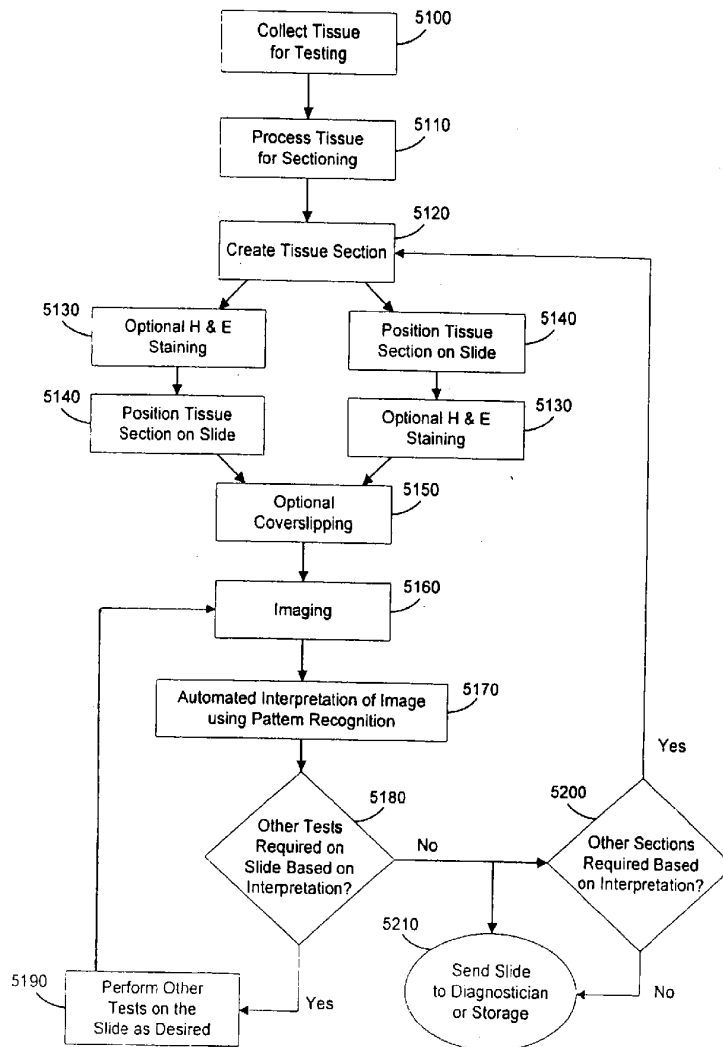 5100
Collect Tissue
for Testing
5110
Process Tissue
for Sectioning
5120
Create Tissue Section
5130
Optional H & E
Staining
5140
Position Tissue
Section on Slide
5140
Position Tissue
Section on Slide
5130
Optional H & E
Staining
5150
Optional
Coverslipping
5160
Imaging
5170
Automated Interpretation of Image
using Pattern Recognition
Yes
5180
Other Tests
Required on
Slide Based on
Interpretation?
No
5200
Other Sections
Required Based
on Interpretation?
5190
Perform Other
Tests on the
Slide as Desired
Yes
5210
Send Slide
to Diagnostician
or Storage
No